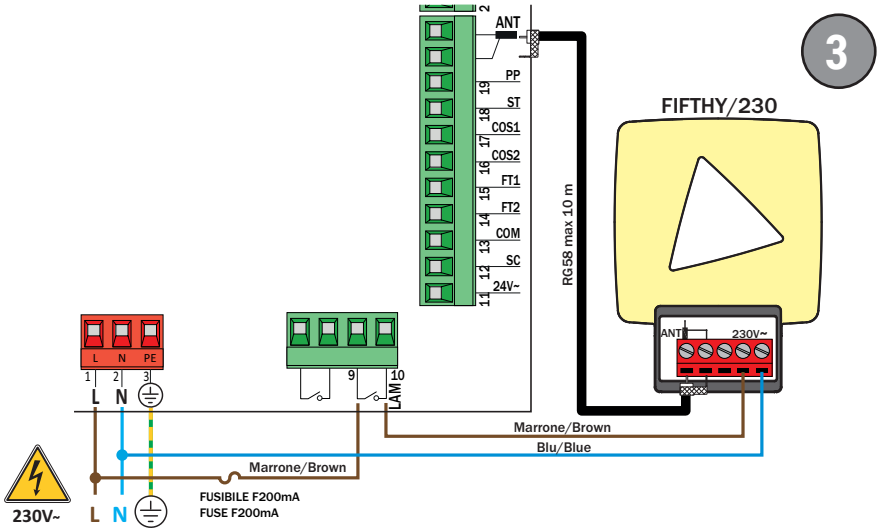 2
ANT
3
19 PP
18 ST
17 COS1
16 COS2
15 FT1
14 FT2
13 COM
12 SC
11 24V~
FIFTHY/230
RG58 max 10 m
ANT
230V~
L N PE
1 2 3
9 10
LAM
L N
Marrone/Brown
Blu/Blue
Marrone/Brown
FUSIBILE F200mA
FUSE F200mA
230V~
L N